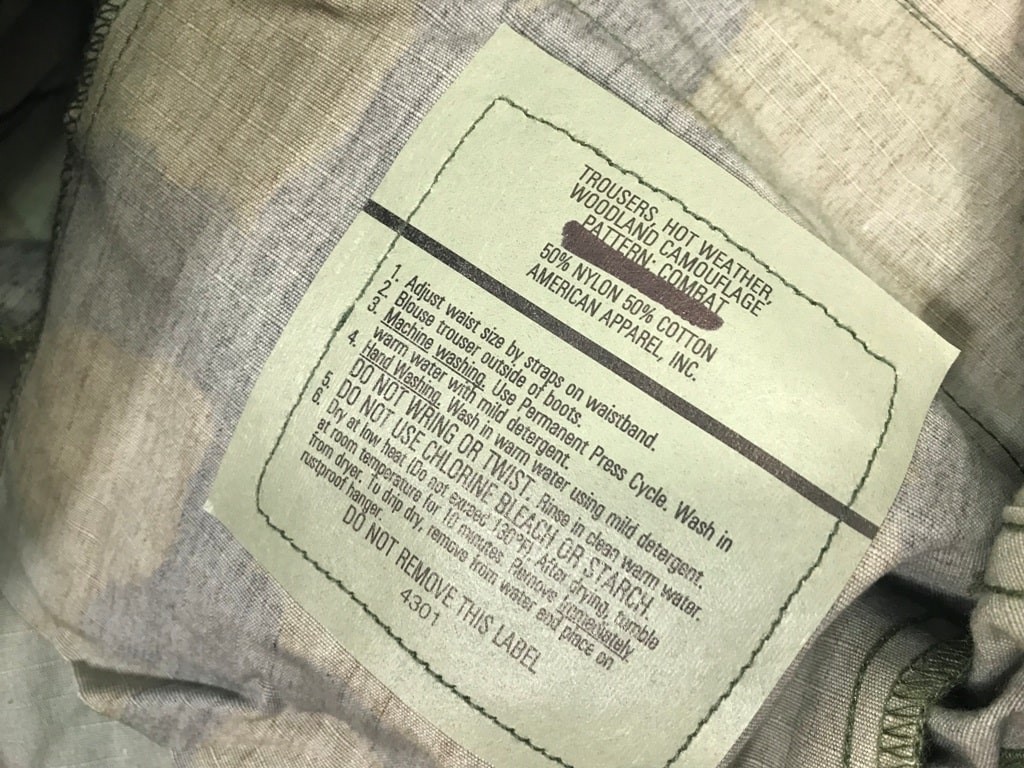 TROUSERS, HOT WEATHER,
WOODLAND CAMOUFLAGE
PATTERN: COMBAT
50% NYLON 50% COTTON
AMERICAN APPAREL, INC.
1. Adjust waist size by straps on waistband.
2. Blouse trouser outside of boots.
3. Machine washing. Use Permanent Press Cycle. Wash in
warm water with mild detergent.
4. Hand Washing. Wash in warm water using mild detergent.
DO NOT WRING OR TWIST. Rinse in clean warm water.
5. DO NOT USE CHLORINE BLEACH OR STARCH.
6. Dry at low heat. (Do not exceed 130°F) After drying, tumble
at room temperature for 10 minutes. Remove immediately
from dryer. To drip dry, remove from water and place on
rustproof hanger.
DO NOT REMOVE THIS LABEL
4301